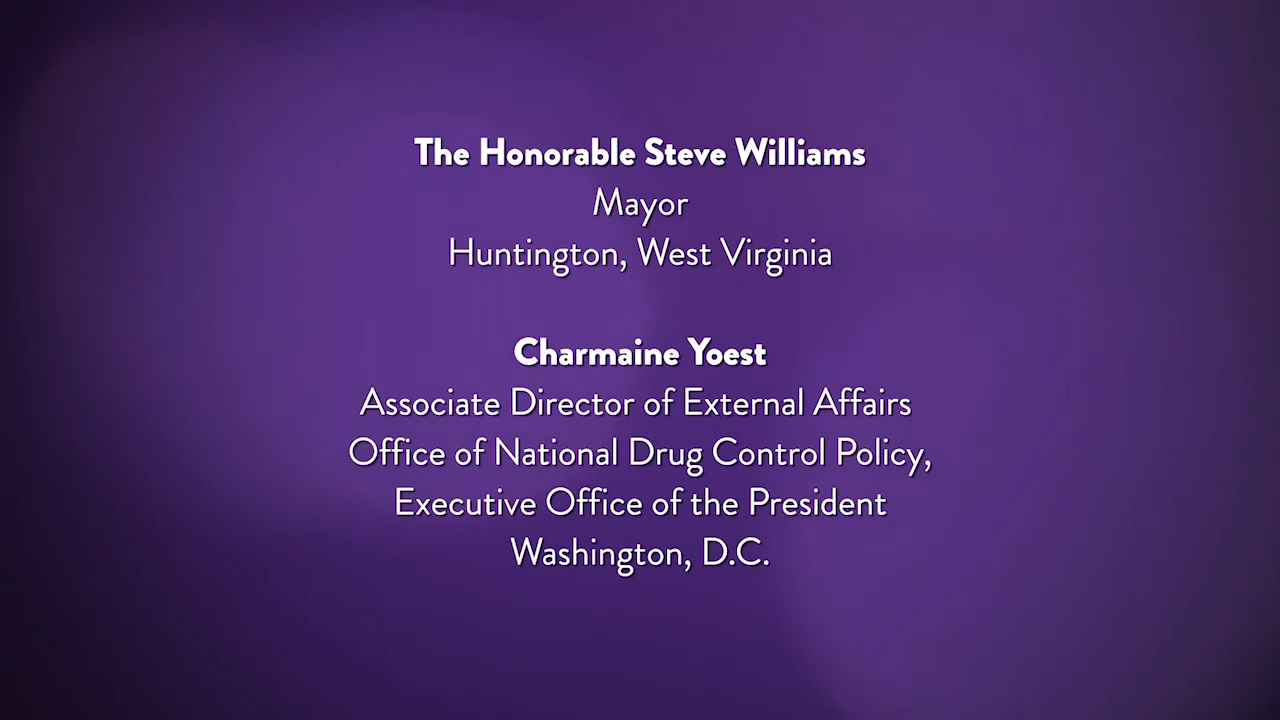 The Honorable Steve Williams
Mayor
Huntington, West Virginia
Charmaine Yoest
Associate Director of External Affairs
Office of National Drug Control Policy,
Executive Office of the President
Washington, D.C.